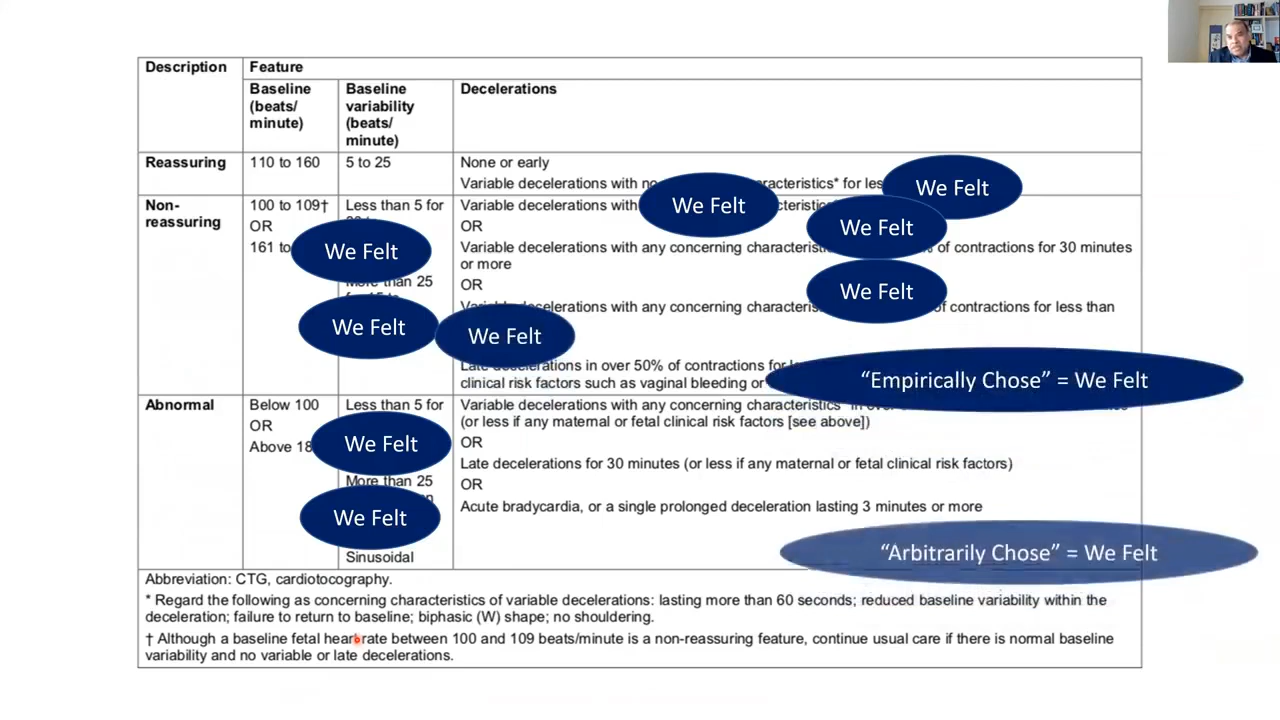 Description
Feature
Baseline
(beats/
minute)
Baseline
variability
(beats/
minute)
Decelerations
Reassuring
110 to 160
5 to 25
None or early
Variable decelerations with no
characteristics* for
We Felt
Non-
reassuring
100 to 109†
OR
161 to
Less than 5 for
More than 25
We Felt
We Felt
Variable decelerations with
We Felt
OR
Variable decelerations with any concerning
We Felt
of contractions for 30 minutes
or more
OR
We Felt
Variable decelerations with any concerning
of contractions for less than
We Felt
Late decelerations in over 50% of contractions for
clinical risk factors such as vaginal bleeding or
“Empirically Chose” = We Felt
Abnormal
Below 100
OR
Above
Less than 5 for
We Felt
More than 25
We Felt
Sinusoidal
Variable decelerations with any concerning characteristics*
(or less if any maternal or fetal clinical risk factors [see above])
OR
Late decelerations for 30 minutes (or less if any maternal or fetal clinical risk factors)
OR
Acute bradycardia, or a single prolonged deceleration lasting 3 minutes or more
“Arbitrarily Chose” = We Felt
Abbreviation: CTG, cardiotocography.
* Regard the following as concerning characteristics of variable decelerations: lasting more than 60 seconds; reduced baseline variability within the
deceleration; failure to return to baseline; biphasic (W) shape; no shouldering.
† Although a baseline fetal heart rate between 100 and 109 beats/minute is a non-reassuring feature, continue usual care if there is normal baseline
variability and no variable or late decelerations.